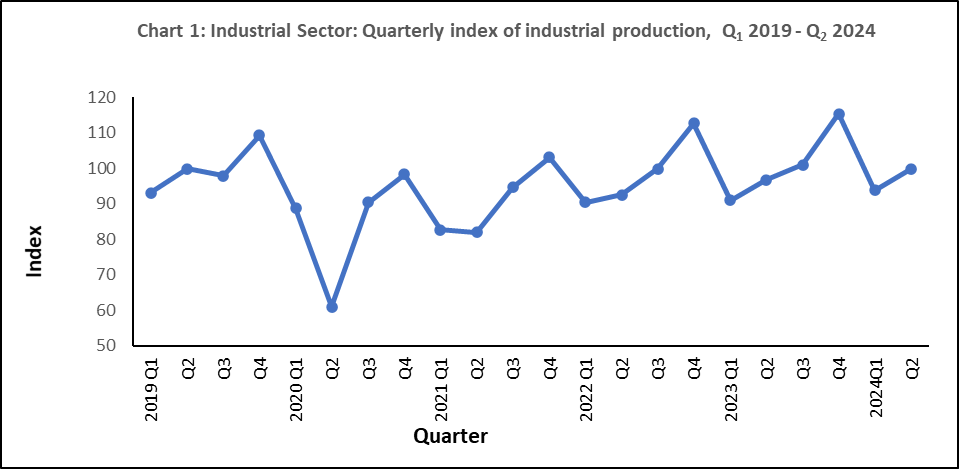 Chart 1: Industrial Sector: Quarterly index of industrial production, Q1 2019 - Q2 2024
120
110
100
90
80
70
60
50
Index
2019 Q1
Q2
Q3
Q4
2020 Q1
Q2
Q3
Q4
2021 Q1
Q2
Q3
Q4
2022 Q1
Q2
Q3
Q4
2023 Q1
Q2
Q3
Q4
2024Q1
Q2
Quarter